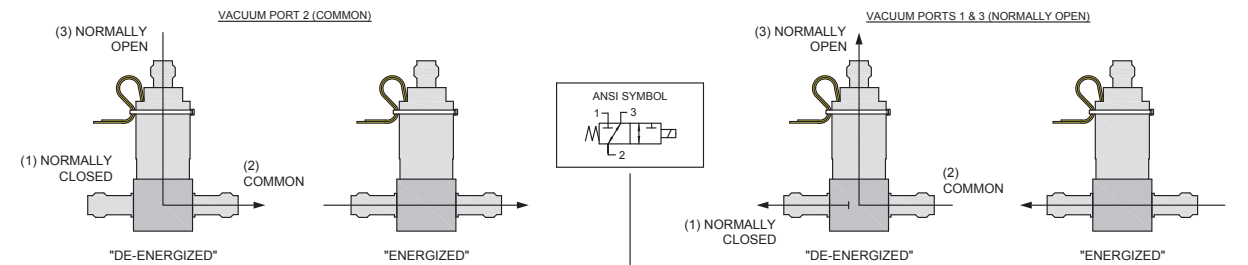 VACUUM PORT 2 (COMMON)
(3) NORMALLY
OPEN
(1) NORMALLY
CLOSED
(2)
COMMON
"DE-ENERGIZED"
"ENERGIZED"
ANSI SYMBOL
1
3
2
VACUUM PORTS 1 & 3 (NORMALLY OPEN)
(3) NORMALLY
OPEN
(2)
COMMON
(1) NORMALLY
CLOSED
"DE-ENERGIZED"
"ENERGIZED"